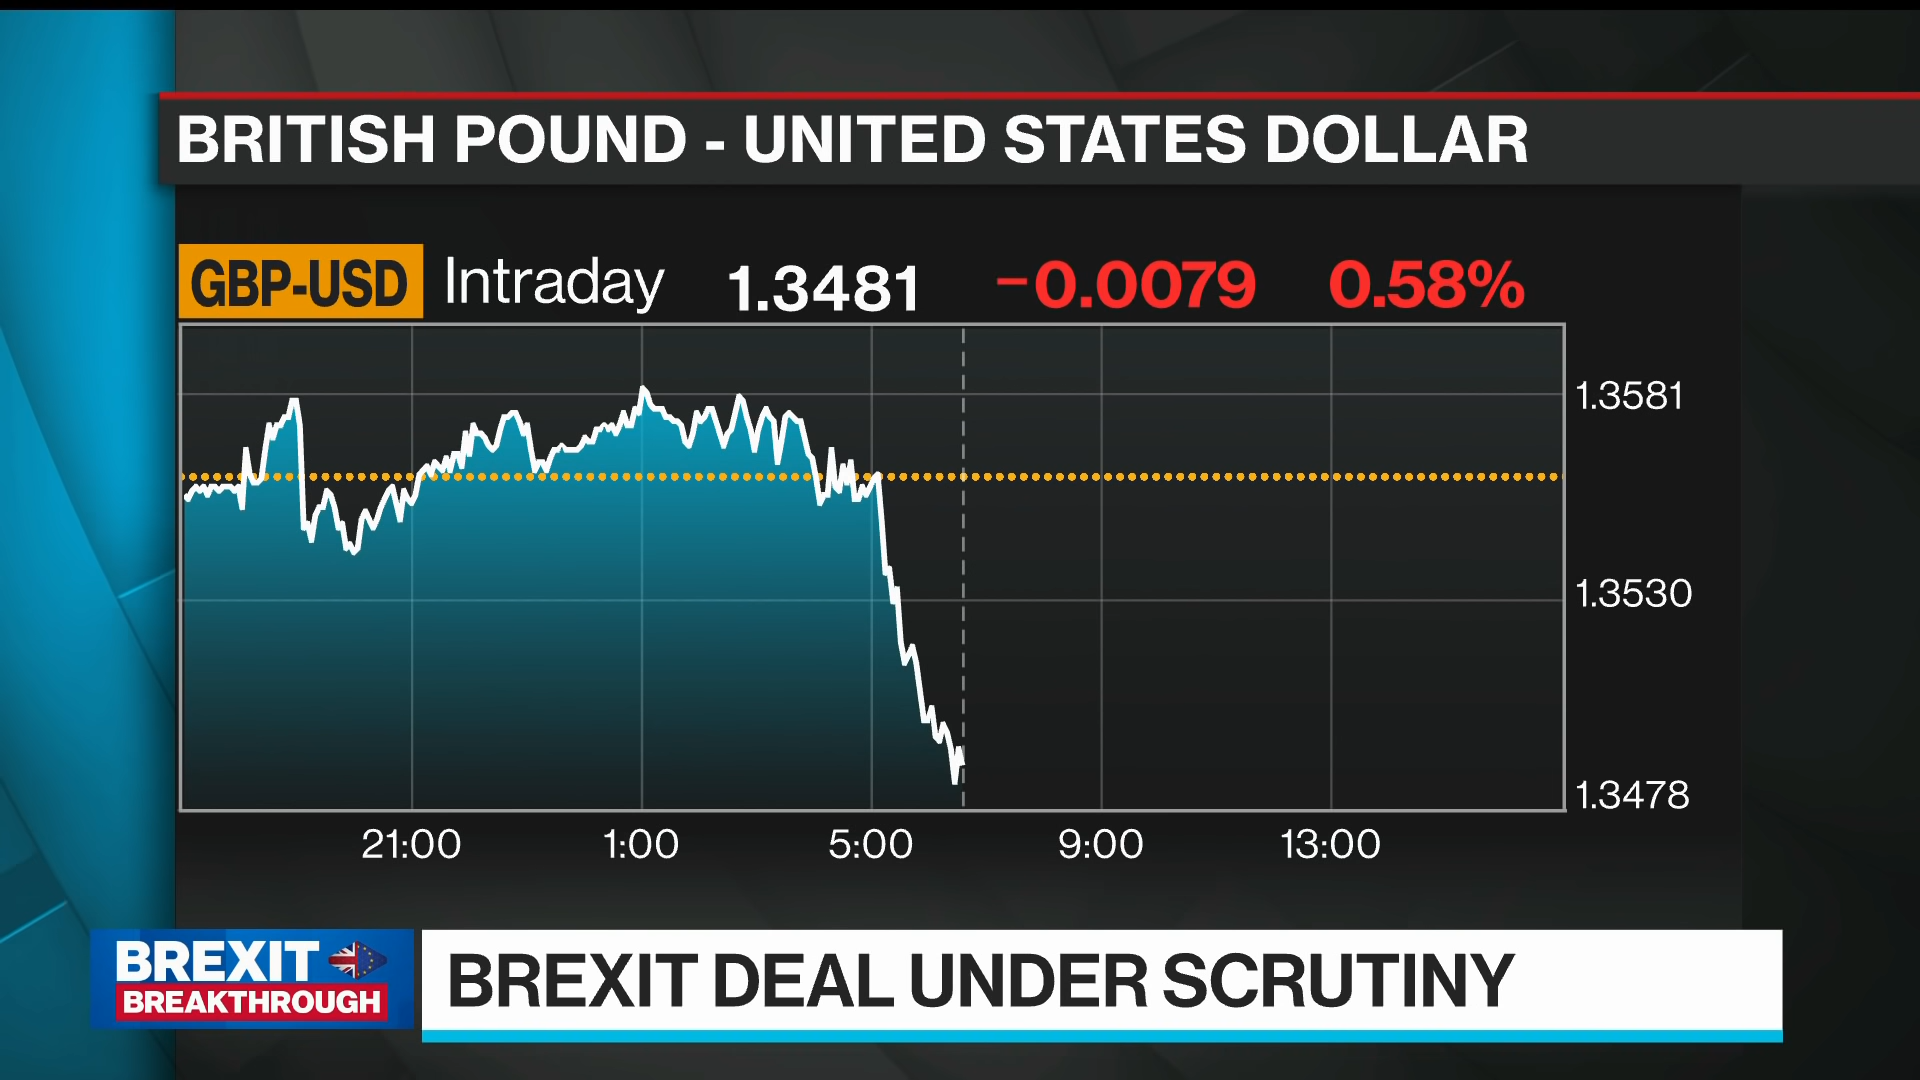 BRITISH POUND - UNITED STATES DOLLAR
GBP-USD Intraday 1.3481 -0.0079 0.58%
1.3581
1.3530
1.3478
21:00 1:00 5:00 9:00 13:00
BREXIT
BREAKTHROUGH
BREXIT DEAL UNDER SCRUTINY